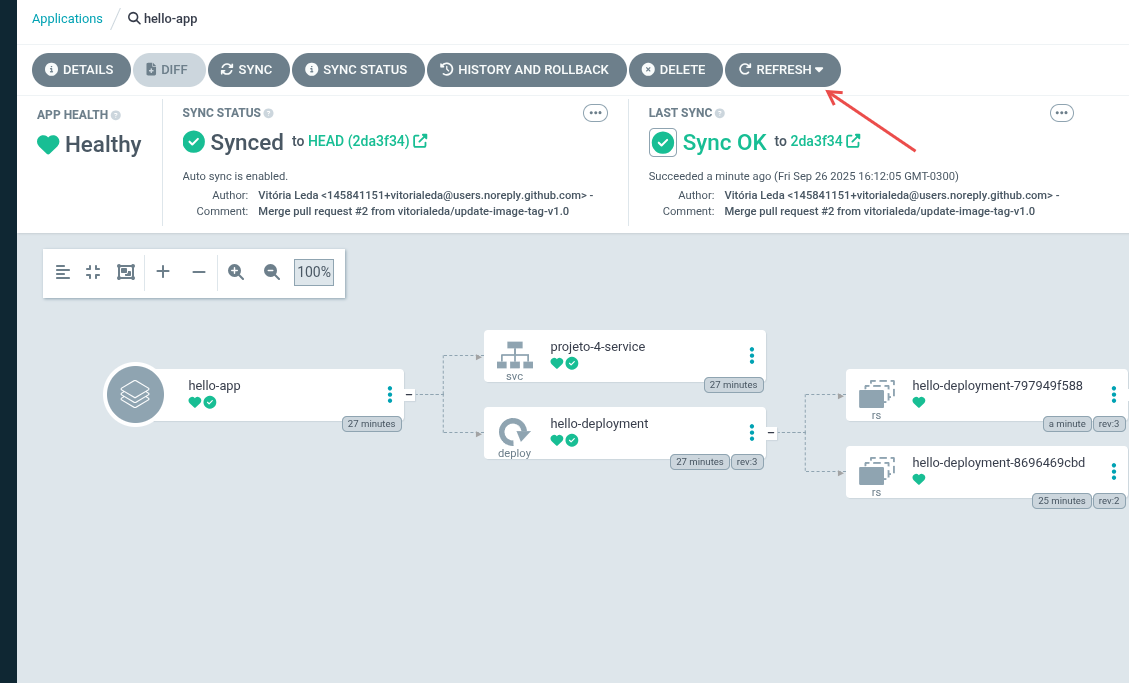 Applications / hello-app
DETAILS DIFF SYNC SYNC STATUS HISTORY AND ROLLBACK DELETE REFRESH
APP HEALTH
Healthy
SYNC STATUS
Synced to HEAD (2da3f34)
Auto sync is enabled.
Author: Vitória Leda <145841151+vitorialeda@users.noreply.github.com> -
Comment: Merge pull request #2 from vitorialeda/update-image-tag-v1.0
LAST SYNC
Sync OK to 2da3f34
Succeeded a minute ago (Fri Sep 26 2025 16:12:05 GMT-0300)
Author: Vitória Leda <145841151+vitorialeda@users.noreply.github.com> -
Comment: Merge pull request #2 from vitorialeda/update-image-tag-v1.0
100%
hello-app
27 minutes
projeto-4-service
svc
27 minutes
hello-deployment
deploy
27 minutes rev:3
hello-deployment-797949f588
rs
a minute rev:3
hello-deployment-8696469cbd
rs
25 minutes rev:2